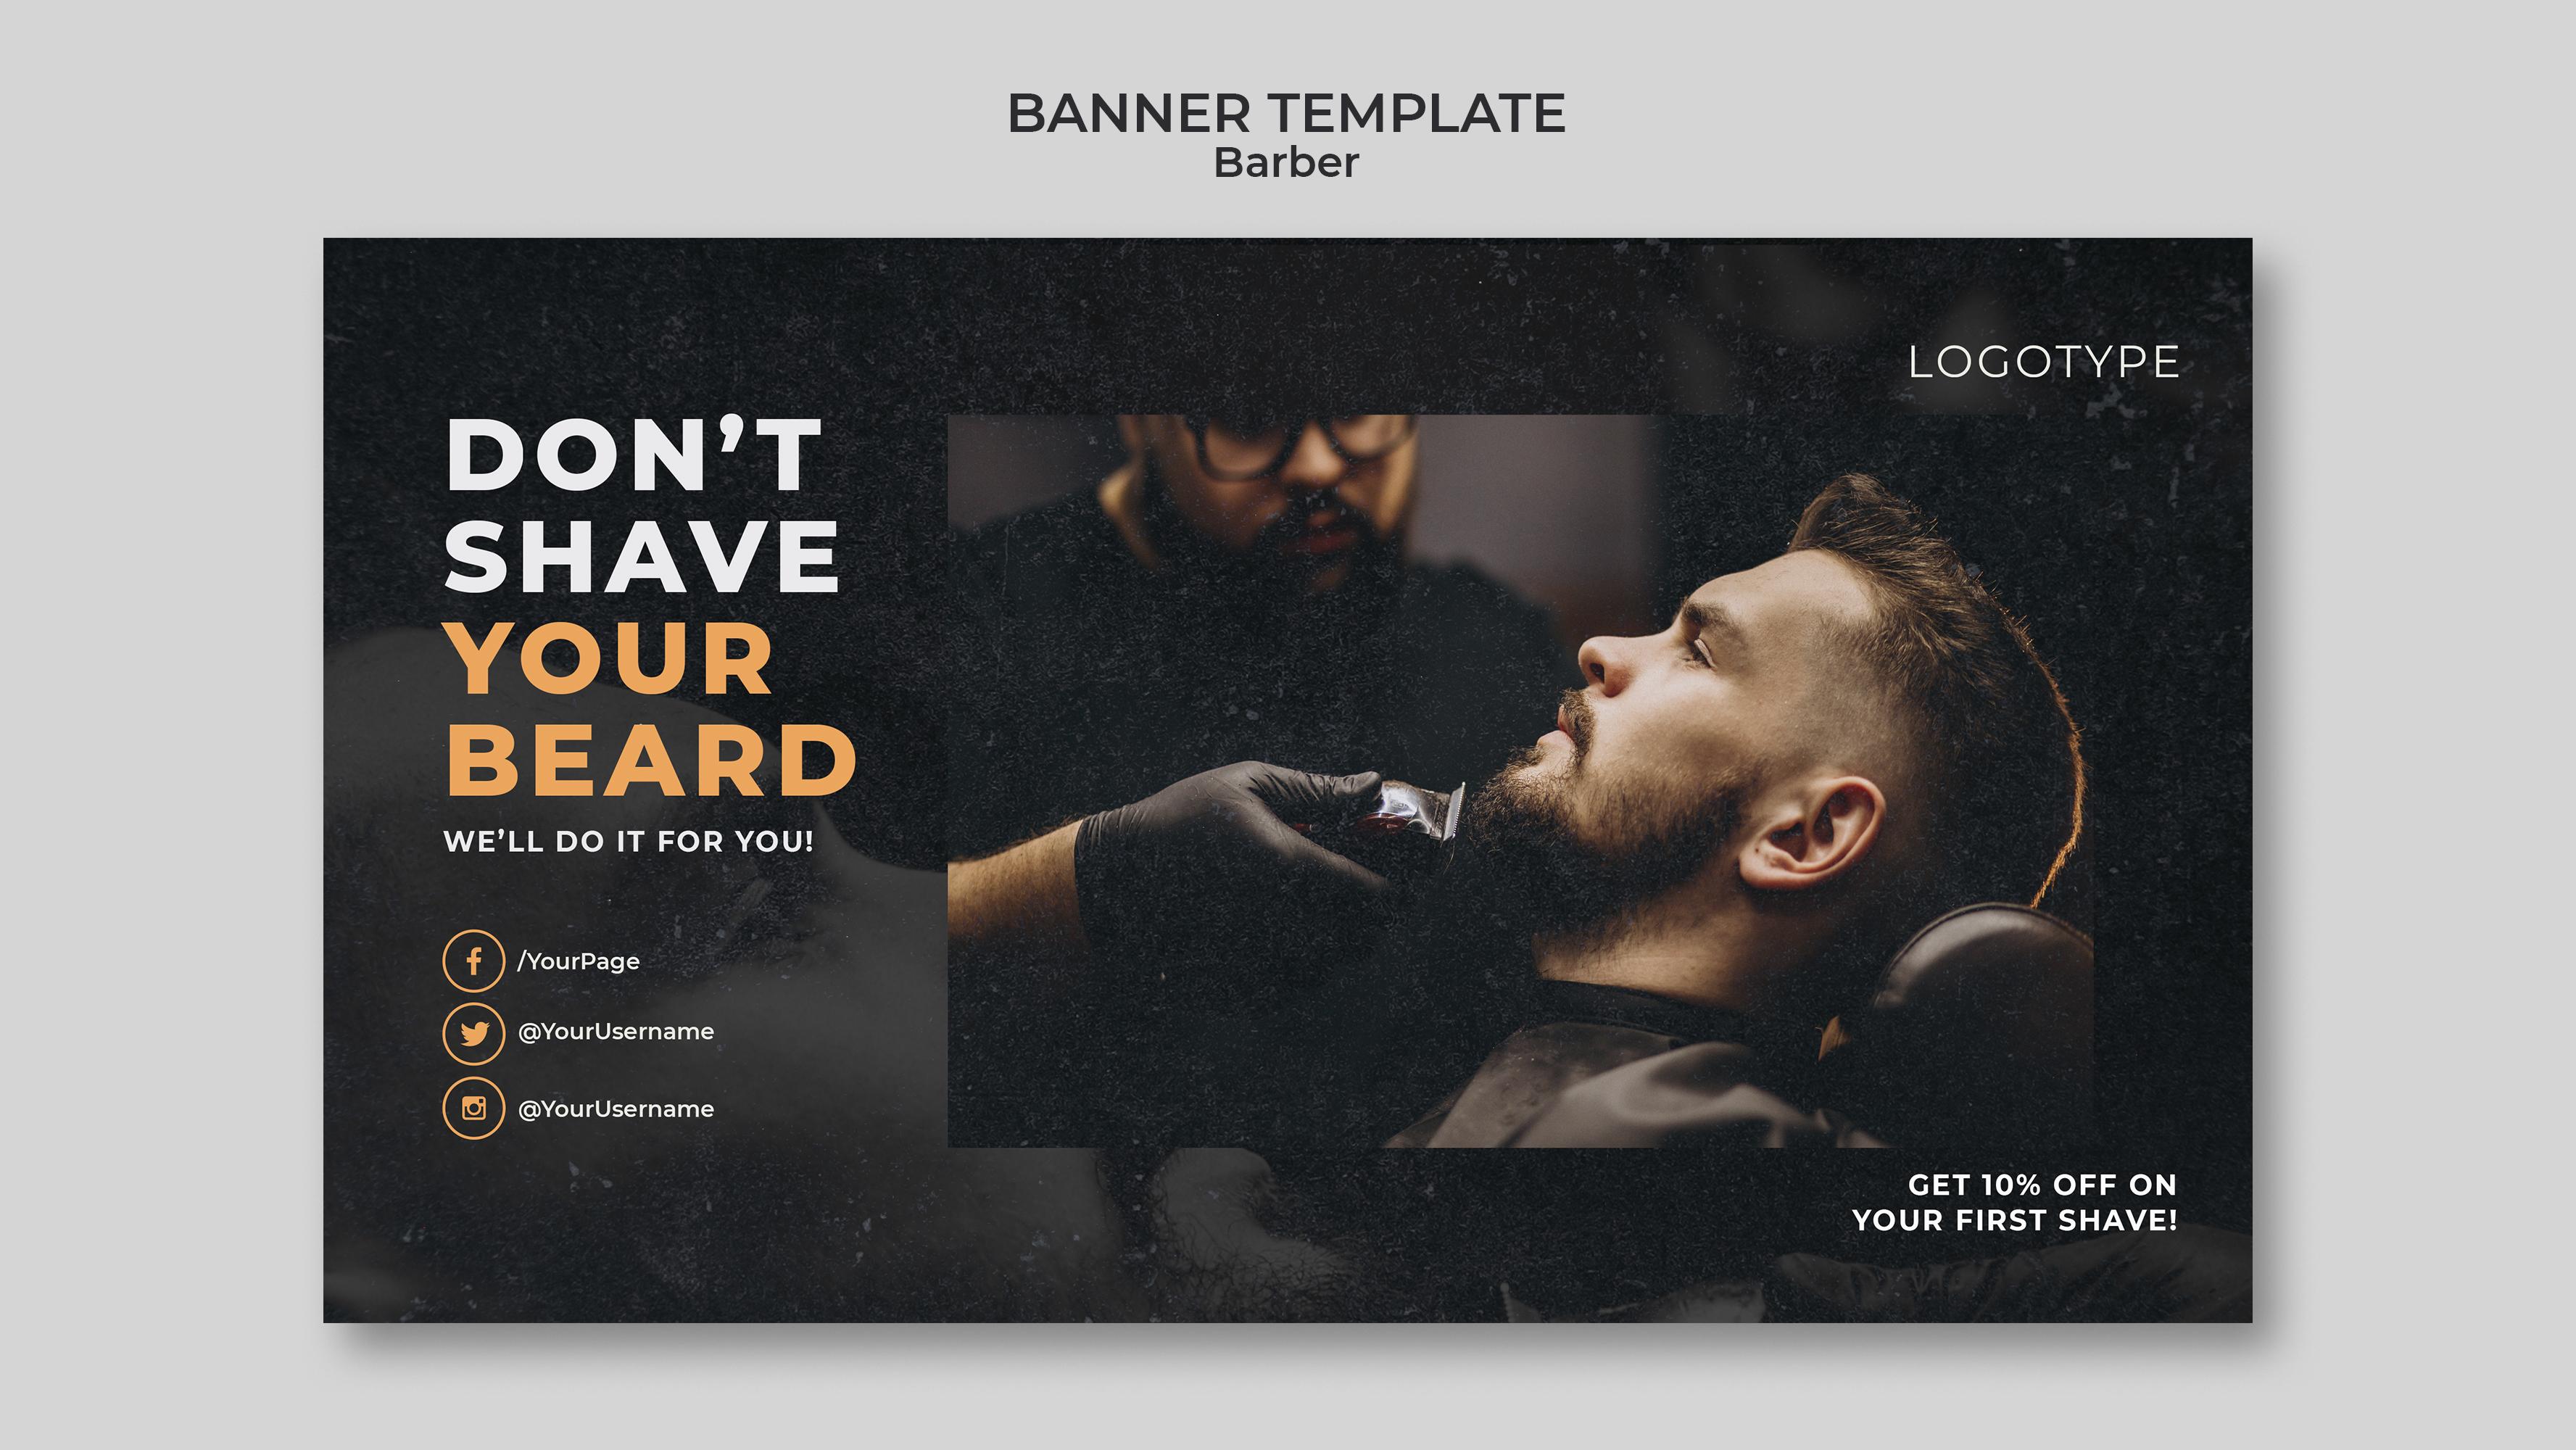 BANNER TEMPLATE
Barber
LOGOTYPE
DON’T
SHAVE
YOUR
BEARD
WE’LL DO IT FOR YOU!
/YourPage
@YourUsername
@YourUsername
GET 10% OFF ON
YOUR FIRST SHAVE!